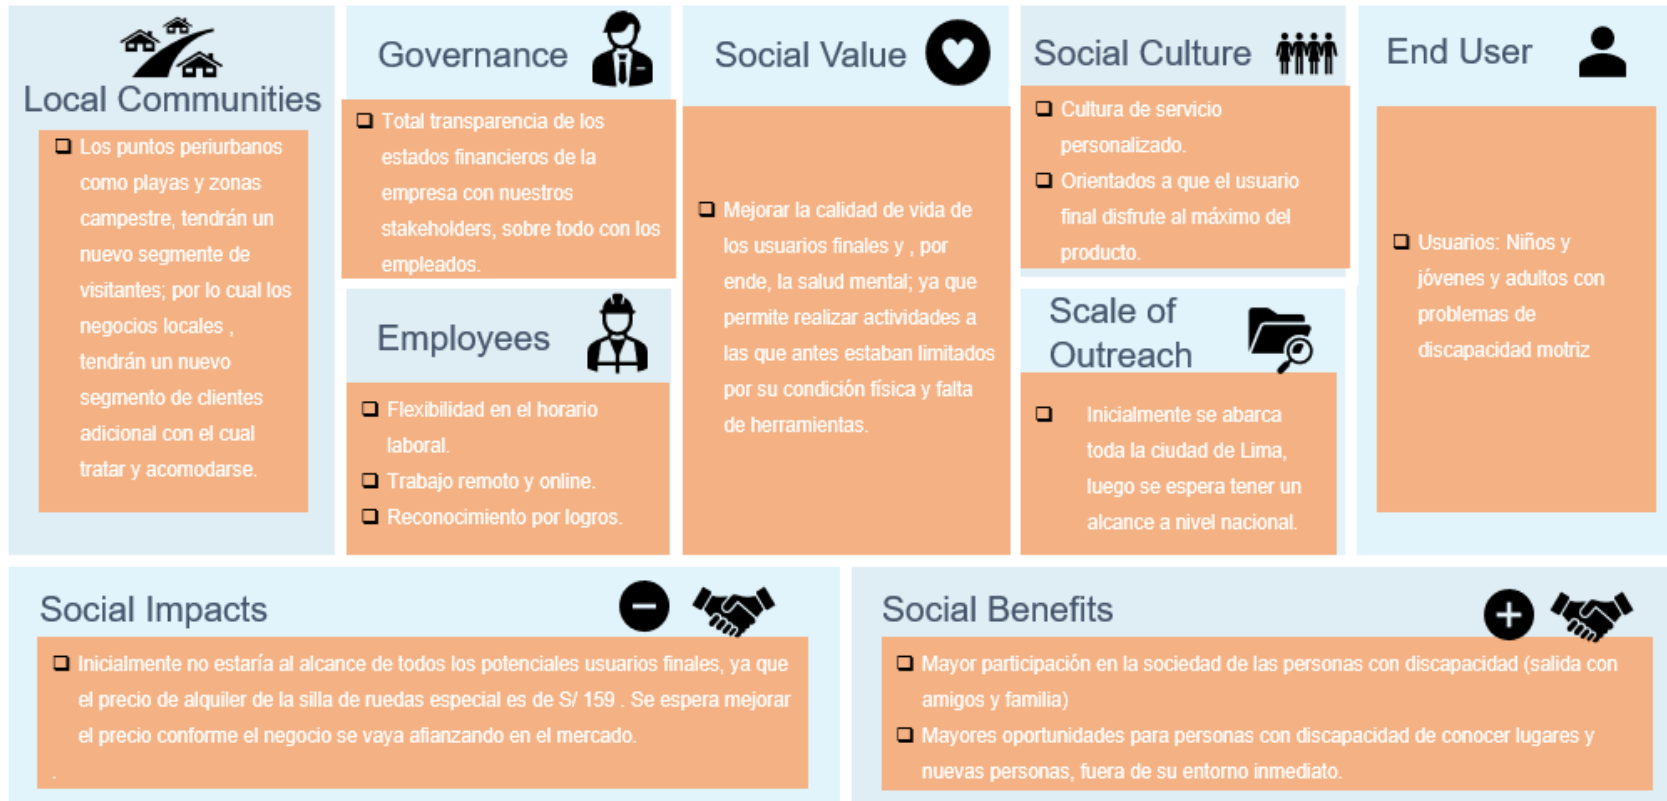 Local Communities
Los puntos periurbanos
como playas y zonas
campestre, tendrán un
nuevo segmente de
visitantes; por lo cual los
negocios locales ,
tendrán un nuevo
segmento de clientes
adicional con el cual
tratar y acomodarse.
Governance
Total transparencia de los
estados financieros de la
empresa con nuestros
stakeholders, sobre todo con los
empleados.
Employees
Flexibilidad en el horario
laboral.
Trabajo remoto y online.
Reconocimiento por logros.
Social Value
Mejorar la calidad de vida de
los usuarios finales y , por
ende, la salud mental; ya que
permite realizar actividades a
las que antes estaban limitados
por su condición física y falta
de herramientas.
Social Culture
Cultura de servicio
personalizado.
Orientados a que el usuario
final disfrute al máximo del
producto.
Scale of
Outreach
Inicialmente se abarca
toda la ciudad de Lima,
luego se espera tener un
alcance a nivel nacional.
End User
Usuarios: Niños y
jóvenes y adultos con
problemas de
discapacidad motriz
Social Impacts
Inicialmente no estaría al alcance de todos los potenciales usuarios finales, ya que
el precio de alquiler de la silla de ruedas especial es de S/ 159 . Se espera mejorar
el precio conforme el negocio se vaya afianzando en el mercado.
.
Social Benefits
Mayor participación en la sociedad de las personas con discapacidad (salida con
amigos y familia)
Mayores oportunidades para personas con discapacidad de conocer lugares y
nuevas personas, fuera de su entorno inmediato.